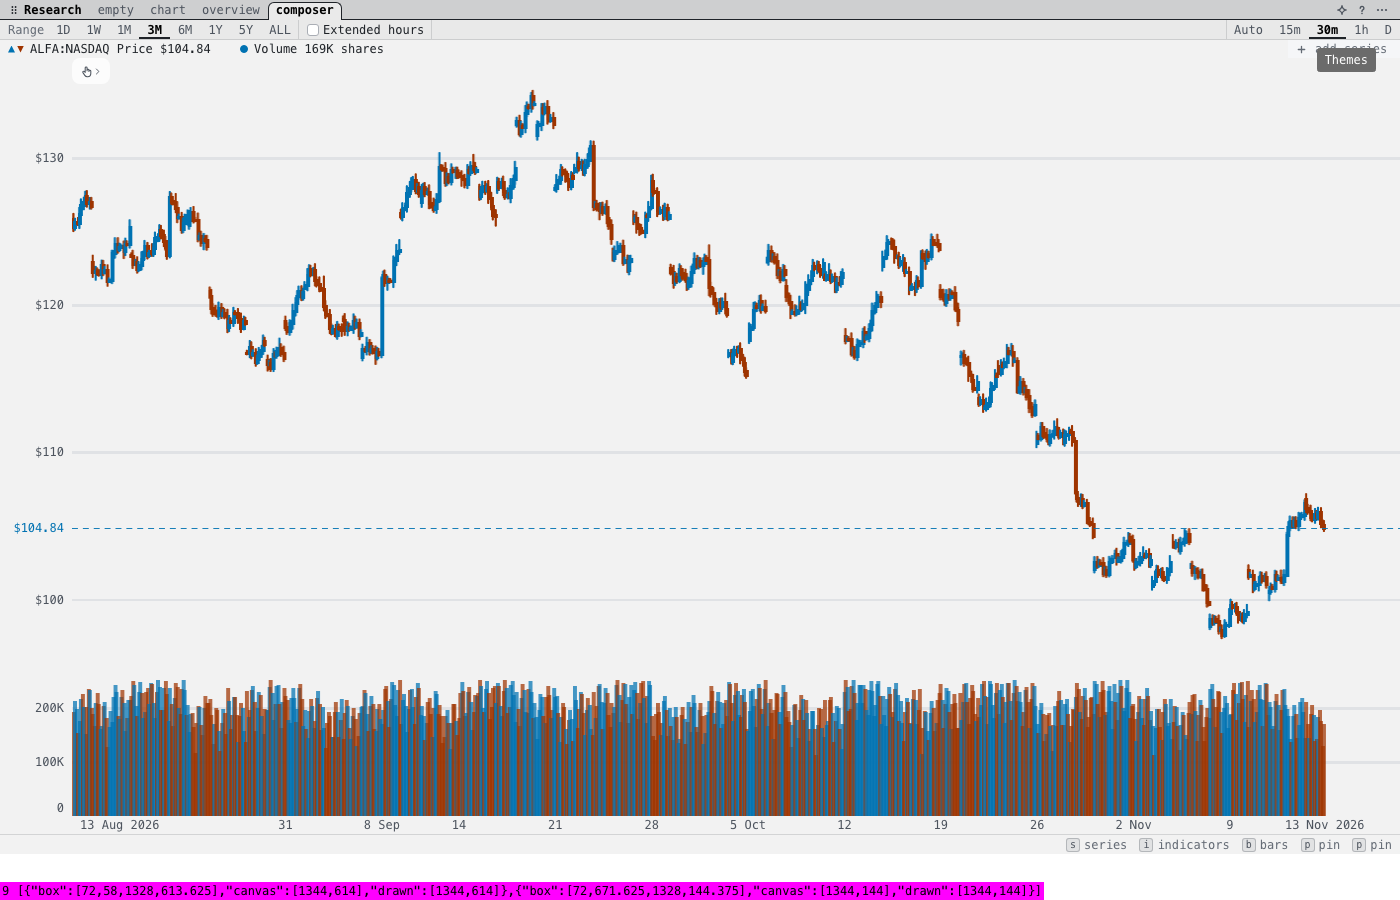 Research empty chart overview composer ?
Range 1D 1W 1M 3M 6M 1Y 5Y ALL Extended hours Auto 15m 30m 1h D
ALFA:NASDAQ Price $104.84 Volume 169K shares + add series
Themes
$130
$120
$110
$104.84
$100
200K
100K
0
13 Aug 2026 31 8 Sep 14 21 28 5 Oct 12 19 26 2 Nov 9 13 Nov 2026
s series i indicators b bars p pin p pin
9 [{"box":[72,58,1328,613.625],"canvas":[1344,614],"drawn":[1344,614]},{"box":[72,671.625,1328,144.375],"canvas":[1344,144],"drawn":[1344,144]}]